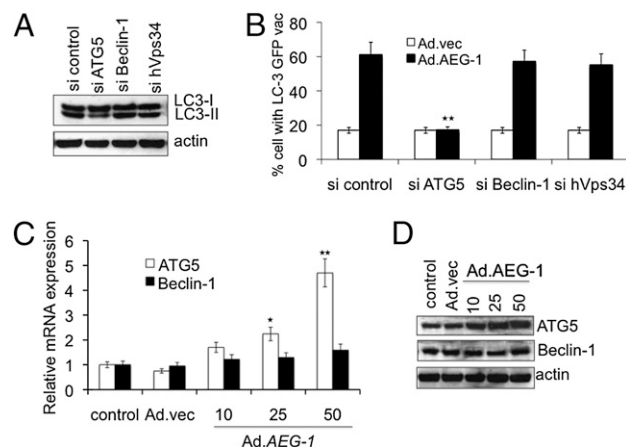 A
si control
si ATG5
si Beclin-1
si hVps34
LC3-I
LC3-II
actin
B
% cell with LC-3 GFP vac
80
60
40
20
0
Ad.vec
Ad.AEG-1
**
si control
si ATG5
si Beclin-1
si hVps34
C
Relative mRNA expression
6
5
4
3
2
1
0
ATG5
Beclin-1
*
**
control
Ad.vec
10
25
50
Ad.AEG-1
D
control
Ad.vec
Ad.AEG-1
10
25
50
ATG5
Beclin-1
actin